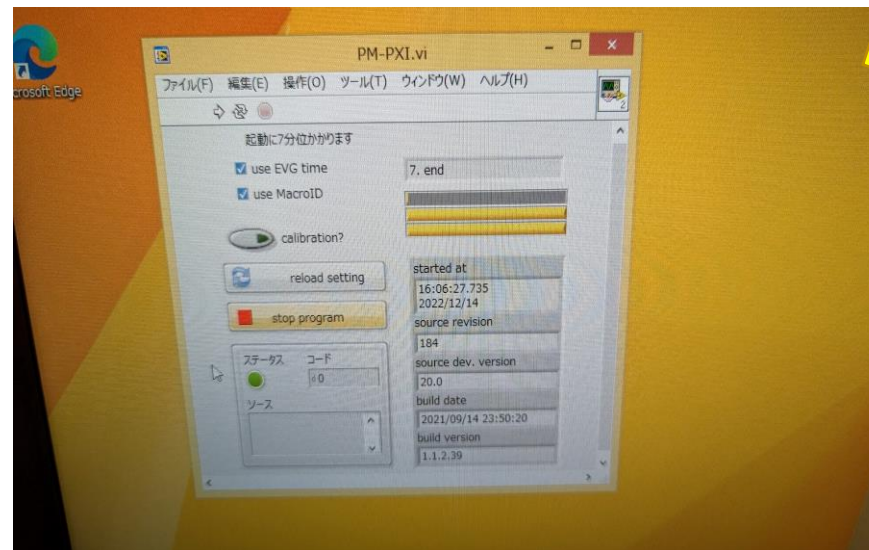 PM-PXI.vi
ファイル(F) 編集(E) 操作(O) ツール(T) ウィンドウ(W) ヘルプ(H)
2
crosoft Edge
起動に7分位かかります
use EVG time
7. end
use MacroID
calibration?
reload setting
started at
16:06:27.735
2022/12/14
stop program
source revision
184
ステータス コード
source dev. version
d0
20.0
ソース
build date
2021/09/14 23:50:20
build version
1.1.2.39